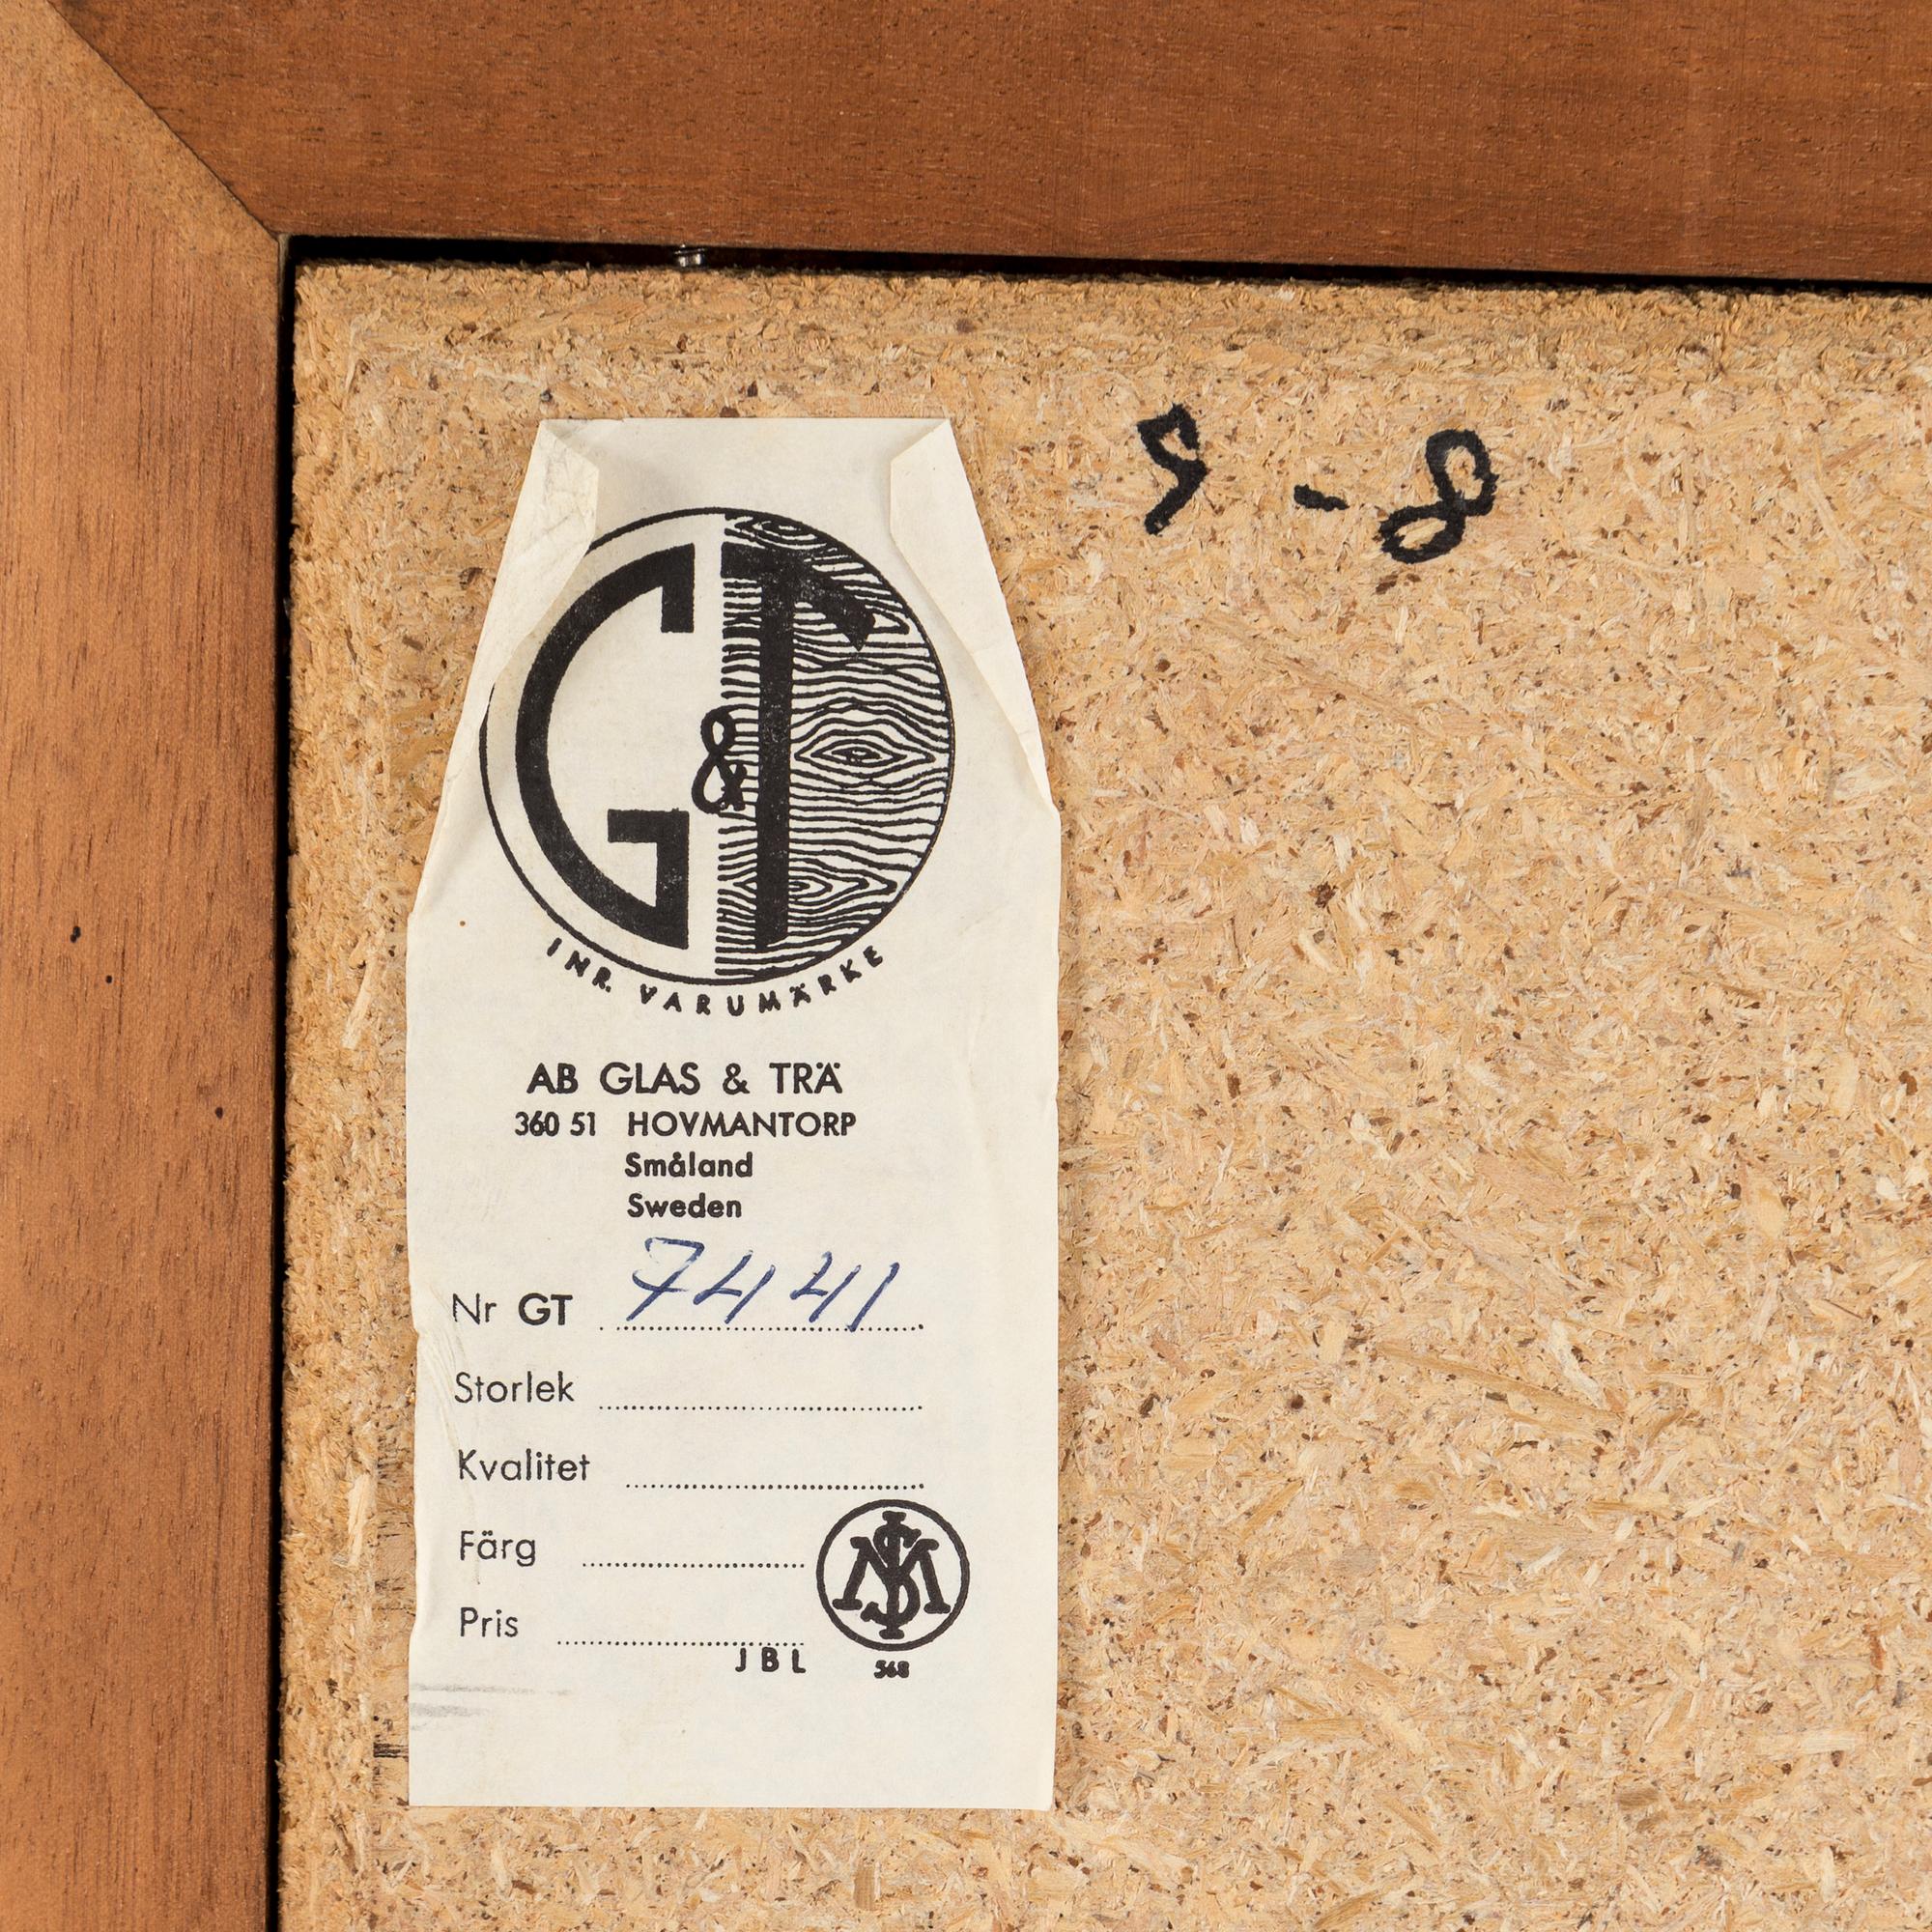 5-8
G&T
INR. VARUMÄRKE
AB GLAS & TRÄ
360 51 HOVMANTORP
Småland
Sweden
Nr GT 7441
Storlek
Kvalitet
Färg
Pris
JBL
568